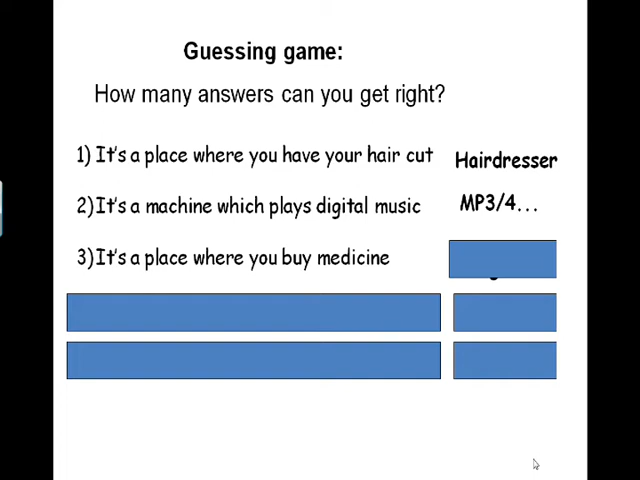 Guessing game:
How many answers can you get right?
1) It's a place where you have your hair cut
Hairdresser
2)It's a machine which plays digital music
MP3/4...
3)It's a place where you buy medicine